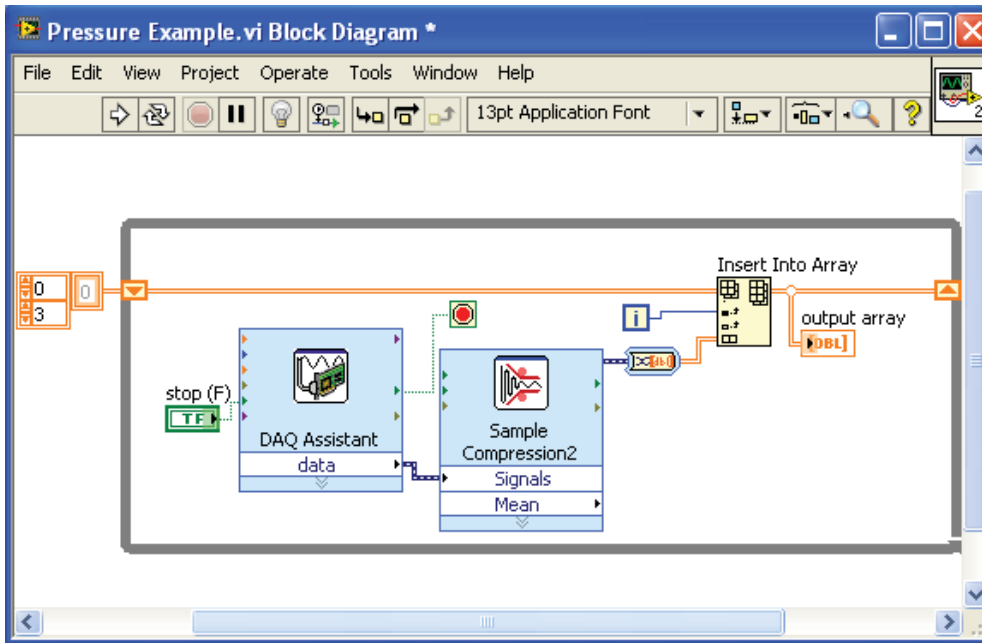 Pressure Example.vi Block Diagram *
File Edit View Project Operate Tools Window Help
13pt Application Font
?
2
Insert Into Array
0
0
3
i
output array
DBL]
stop (F)
TF
DAQ Assistant
data
Sample
Compression2
Signals
Mean